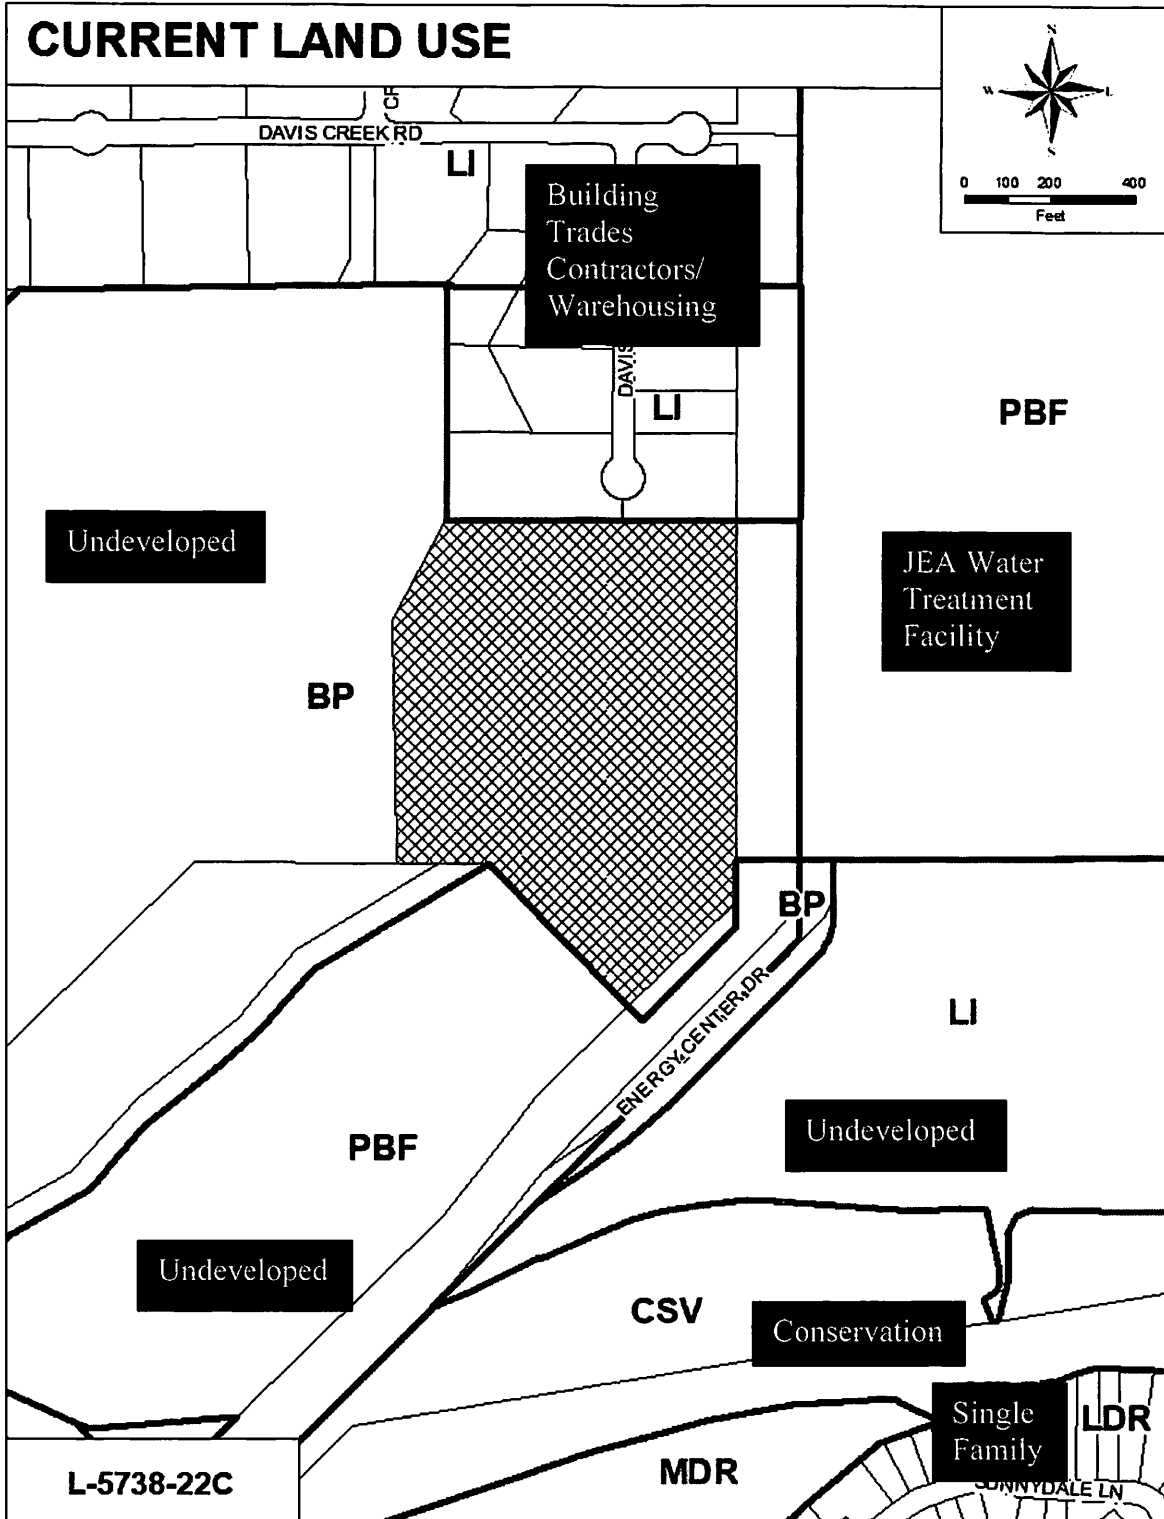 CURRENT LAND USE
N
W
S
0 100 200 400
Feet
DAVIS CREEK RD
LI
Building
Trades
Contractors/
Warehousing
DAVIS
LI
PBF
Undeveloped
JEA Water
Treatment
Facility
BP
BP
ENERGY CENTER DR
LI
PBF
Undeveloped
Undeveloped
CSV
Conservation
Single
Family
LDR
MDR
SUNNYDALE LN
L-5738-22C